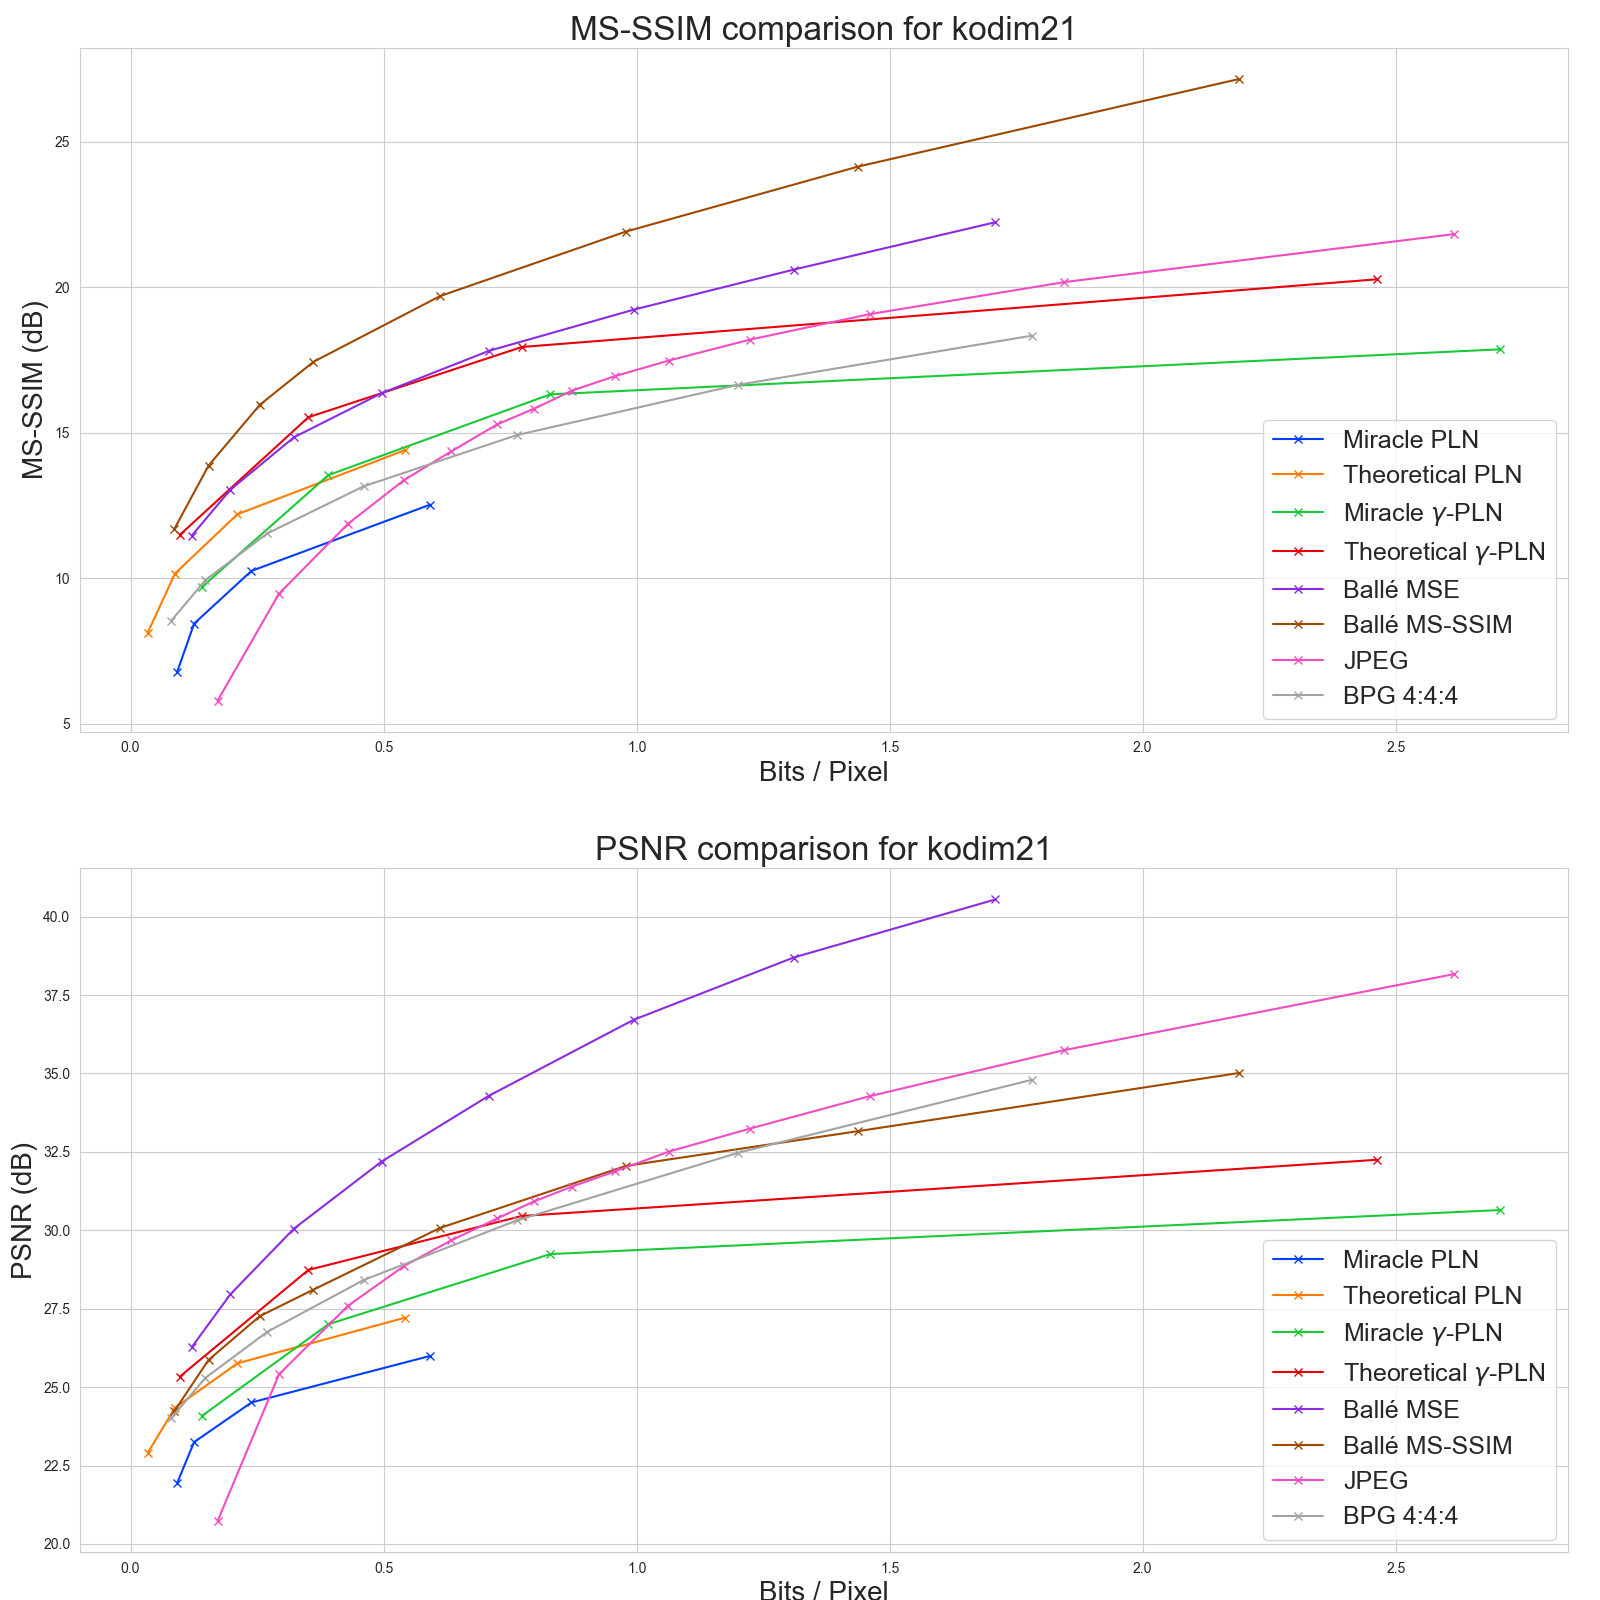 MS-SSIM comparison for kodim21
MS-SSIM (dB)
25
20
15
10
5
0.0 0.5 1.0 1.5 2.0 2.5
Bits / Pixel
Miracle PLN
Theoretical PLN
Miracle γ-PLN
Theoretical γ-PLN
Ballé MSE
Ballé MS-SSIM
JPEG
BPG 4:4:4
PSNR comparison for kodim21
PSNR (dB)
40.0
37.5
35.0
32.5
30.0
27.5
25.0
22.5
20.0
0.0 0.5 1.0 1.5 2.0 2.5
Bits / Pixel
Miracle PLN
Theoretical PLN
Miracle γ-PLN
Theoretical γ-PLN
Ballé MSE
Ballé MS-SSIM
JPEG
BPG 4:4:4